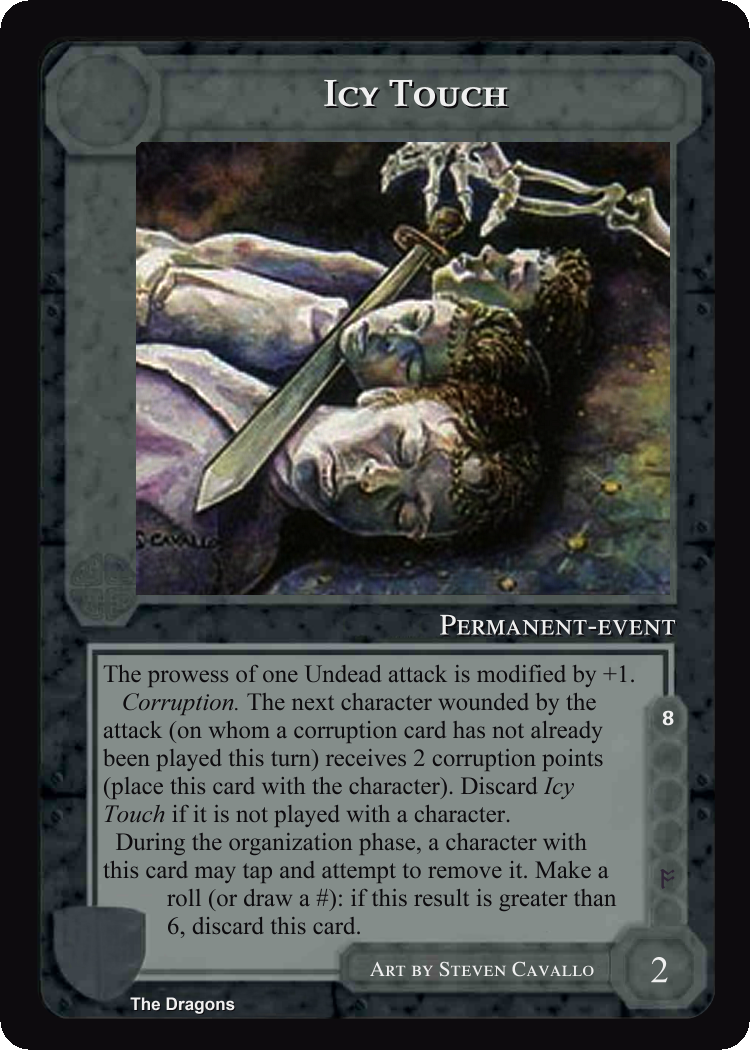 Icy Touch
S. CAVALLO
Permanent-event
The prowess of one Undead attack is modified by +1.
Corruption. The next character wounded by the
attack (on whom a corruption card has not already
been played this turn) receives 2 corruption points
(place this card with the character). Discard Icy
Touch if it is not played with a character.
During the organization phase, a character with
this card may tap and attempt to remove it. Make a
roll (or draw a #): if this result is greater than
6, discard this card.
8
ᚩ
Art by Steven Cavallo
2
The Dragons